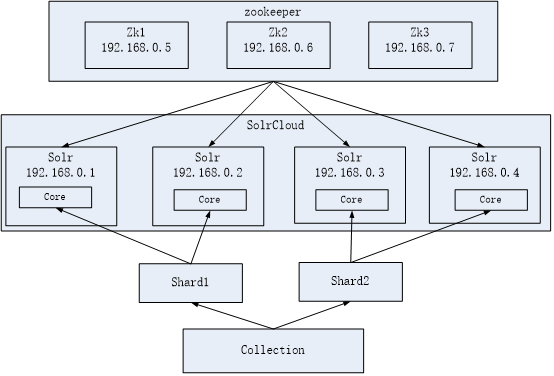 zookeeper
Zk1
192.168.0.5
Zk2
192.168.0.6
Zk3
192.168.0.7
SolrCloud
Solr
192.168.0.1
Core
Solr
192.168.0.2
Core
Solr
192.168.0.3
Core
Solr
192.168.0.4
Core
Shard1
Shard2
Collection